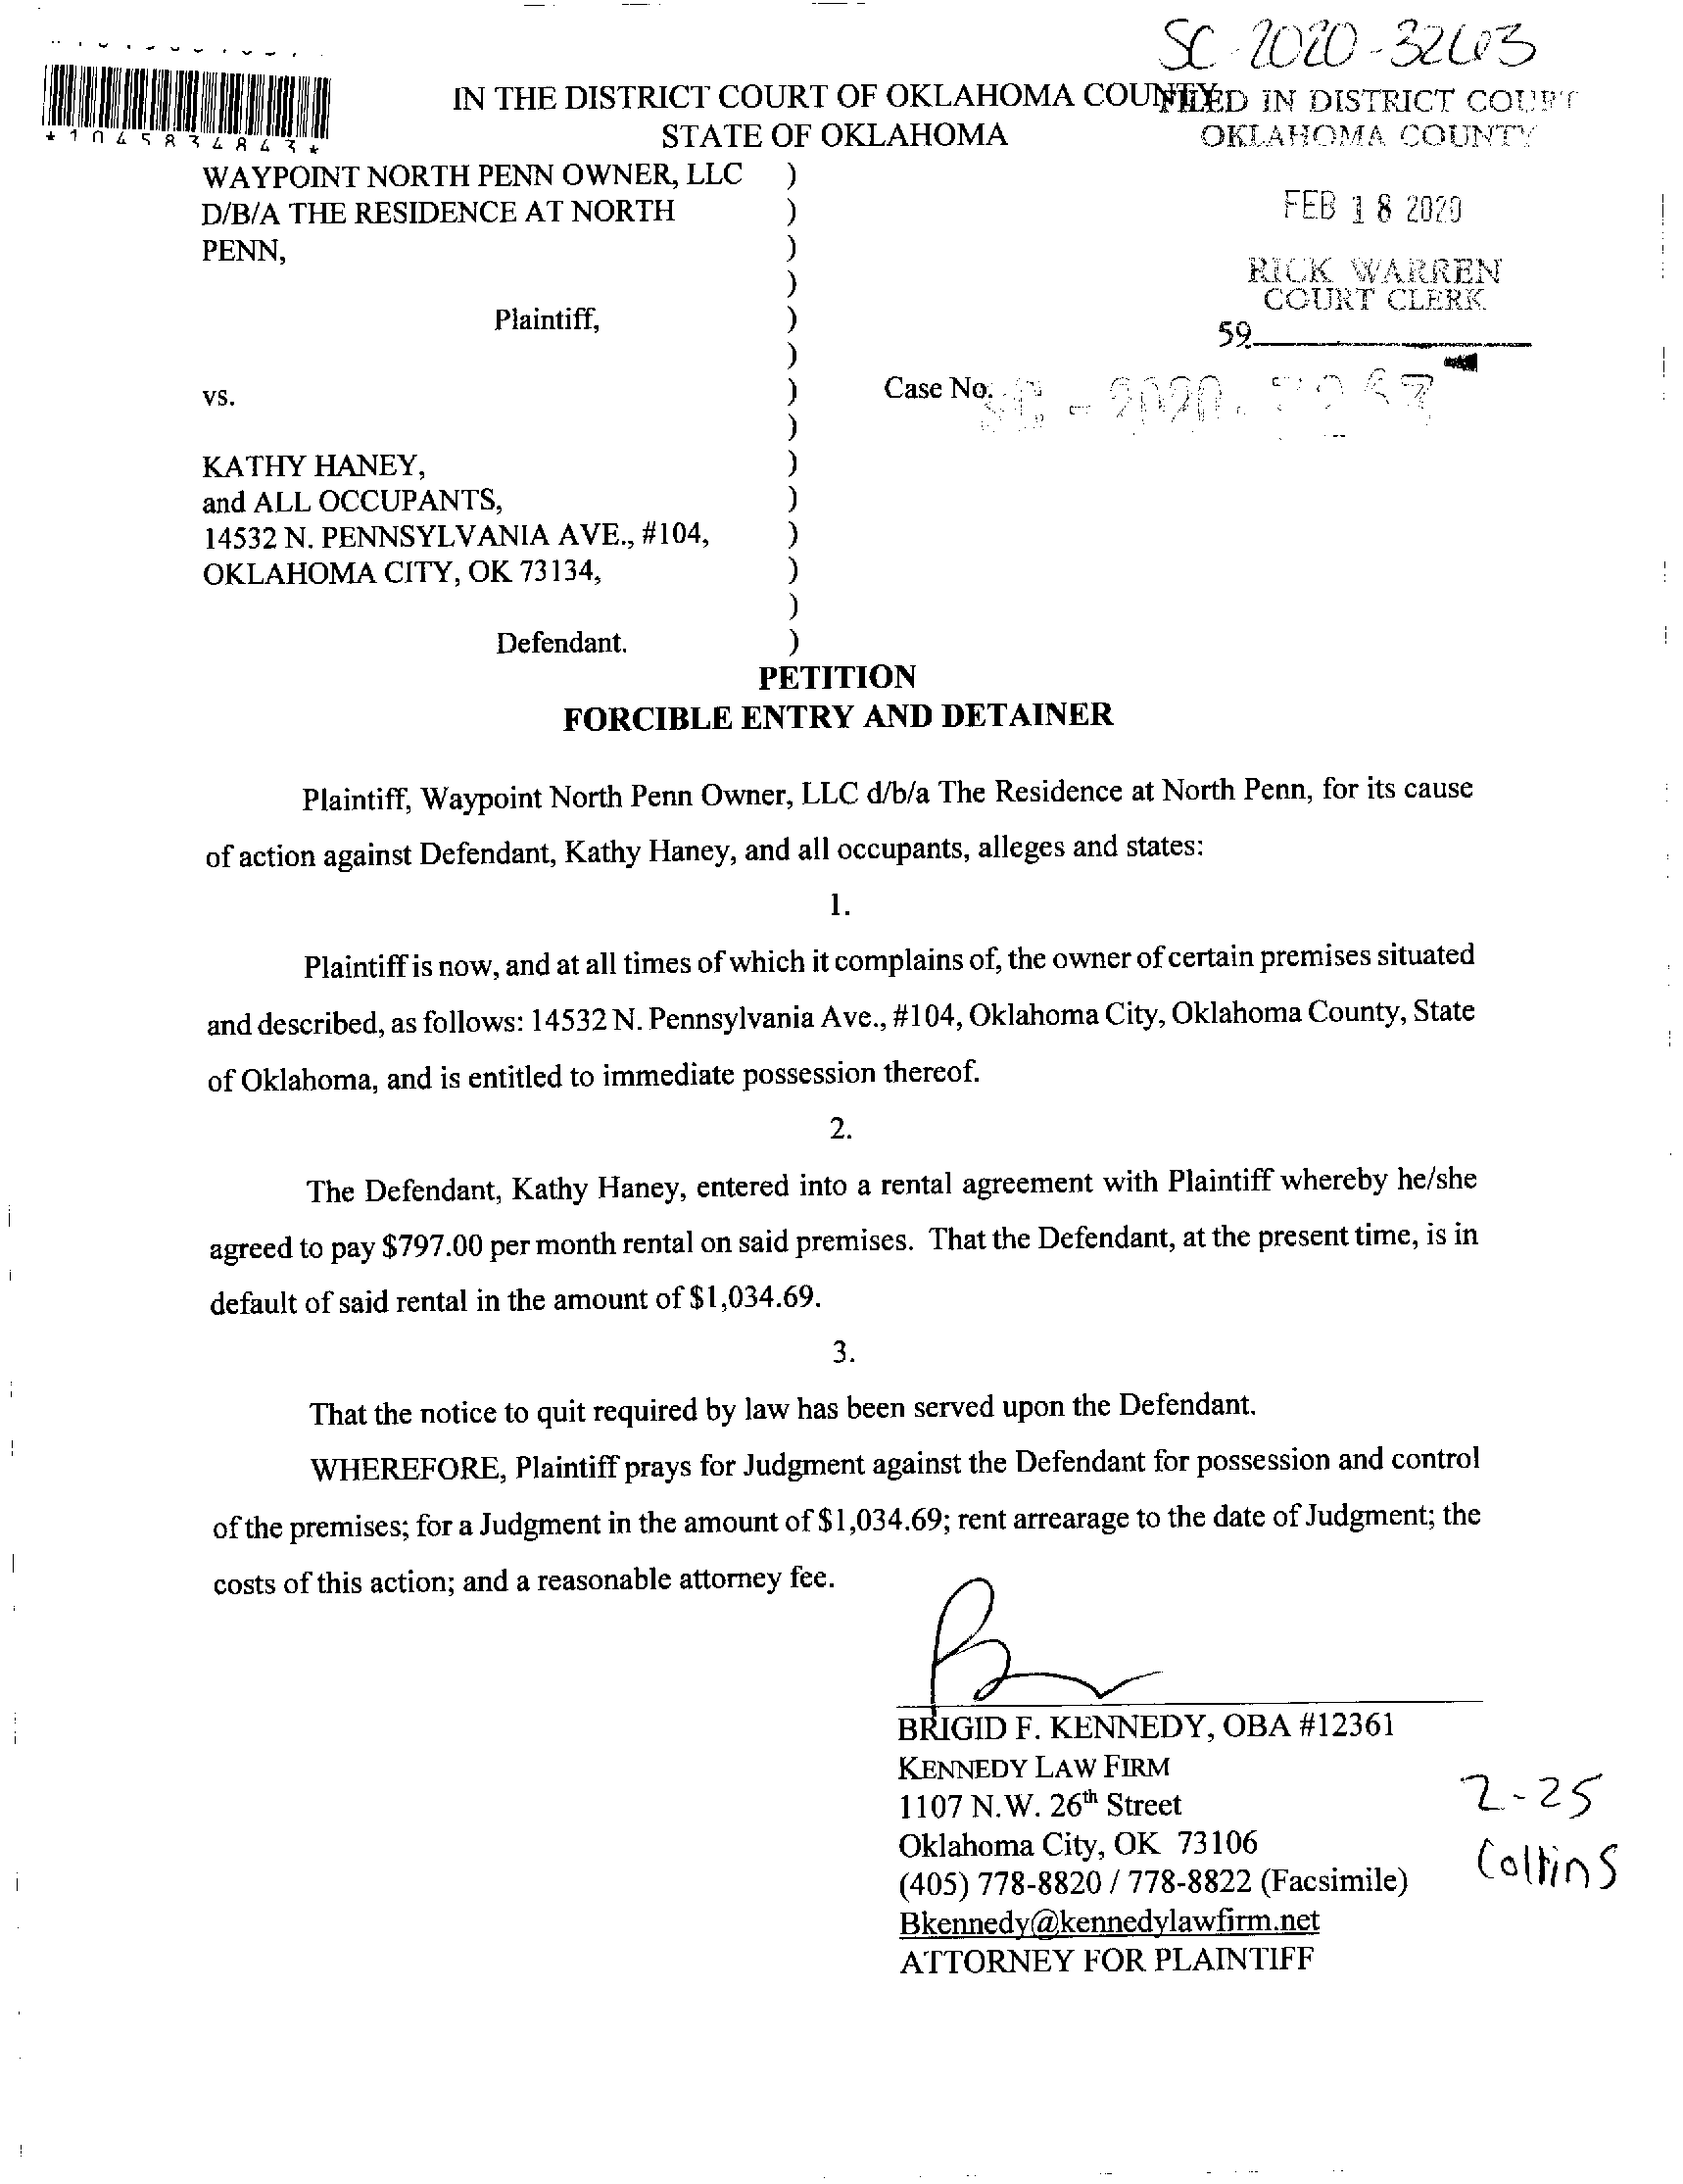 SC-2020-3263
IN THE DISTRICT COURT OF OKLAHOMA COUNTY
STATE OF OKLAHOMA
FILED IN DISTRICT COURT
OKLAHOMA COUNTY
*1045834843*
FEB 18 2020
RICK WARREN
COURT CLERK
59
WAYPOINT NORTH PENN OWNER, LLC )
D/B/A THE RESIDENCE AT NORTH )
PENN, )
)
Plaintiff, )
)
vs. ) Case No. SC - 2020 - 3263
)
KATHY HANEY, )
and ALL OCCUPANTS, )
14532 N. PENNSYLVANIA AVE., #104, )
OKLAHOMA CITY, OK 73134, )
)
Defendant. )
PETITION
FORCIBLE ENTRY AND DETAINER
Plaintiff, Waypoint North Penn Owner, LLC d/b/a The Residence at North Penn, for its cause
of action against Defendant, Kathy Haney, and all occupants, alleges and states:
1.
Plaintiff is now, and at all times of which it complains of, the owner of certain premises situated
and described, as follows: 14532 N. Pennsylvania Ave., #104, Oklahoma City, Oklahoma County, State
of Oklahoma, and is entitled to immediate possession thereof.
2.
The Defendant, Kathy Haney, entered into a rental agreement with Plaintiff whereby he/she
agreed to pay $797.00 per month rental on said premises. That the Defendant, at the present time, is in
default of said rental in the amount of $1,034.69.
3.
That the notice to quit required by law has been served upon the Defendant.
WHEREFORE, Plaintiff prays for Judgment against the Defendant for possession and control
of the premises; for a Judgment in the amount of $1,034.69; rent arrearage to the date of Judgment; the
costs of this action; and a reasonable attorney fee.
BRIGID F. KENNEDY, OBA #12361
KENNEDY LAW FIRM
1107 N.W. 26th Street
Oklahoma City, OK 73106
(405) 778-8820 / 778-8822 (Facsimile)
Bkennedy@kennedylawfirm.net
ATTORNEY FOR PLAINTIFF
2-25
Collins